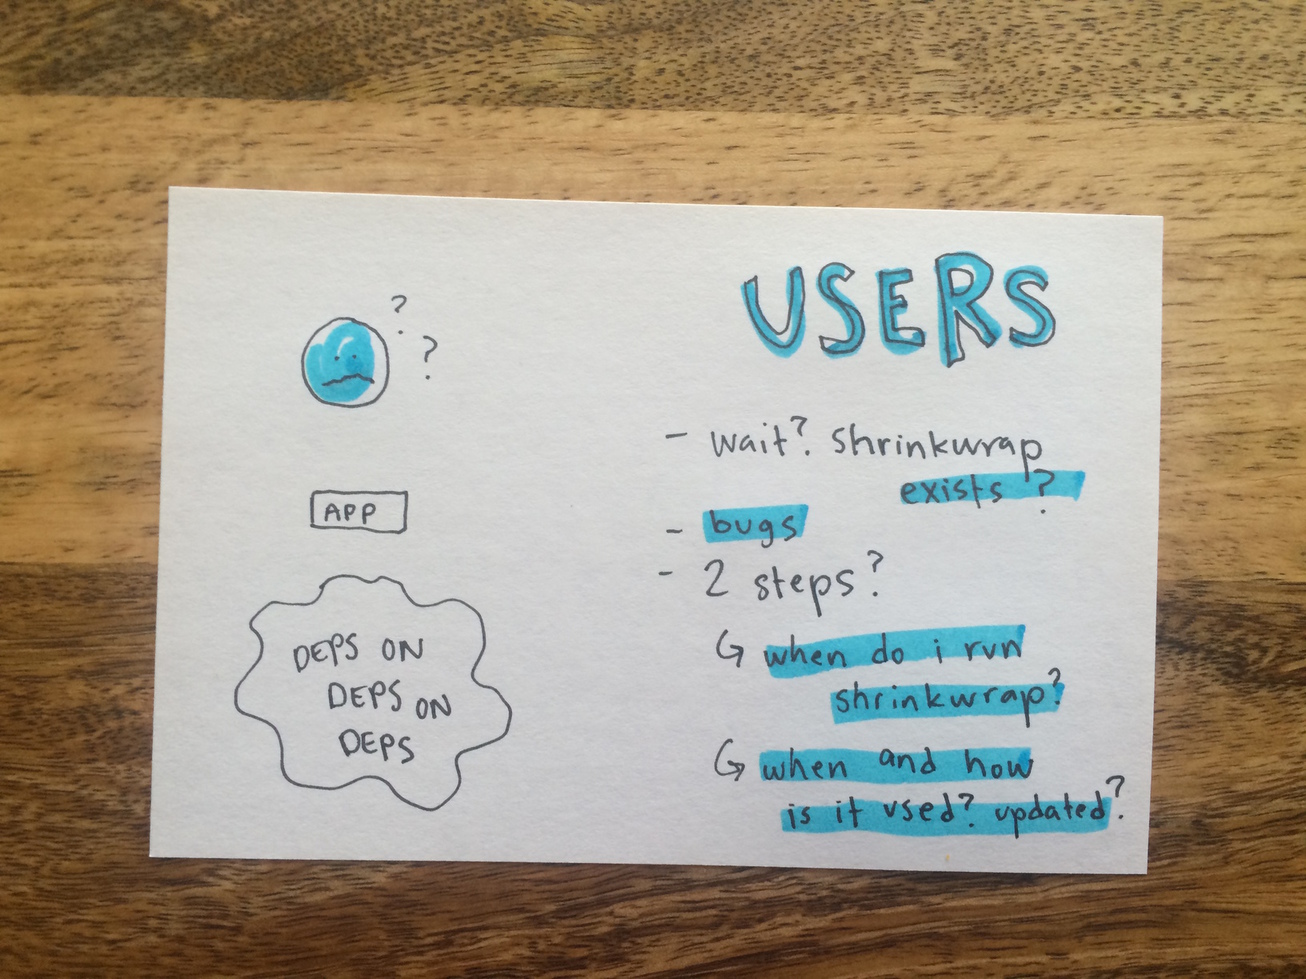 ? ?
APP
DEPS ON
DEPS ON
DEPS
USERS
- wait? shrinkwrap
exists?
- bugs
- 2 steps?
↳ when do i run
shrinkwrap?
↳ when and how
is it used? updated?